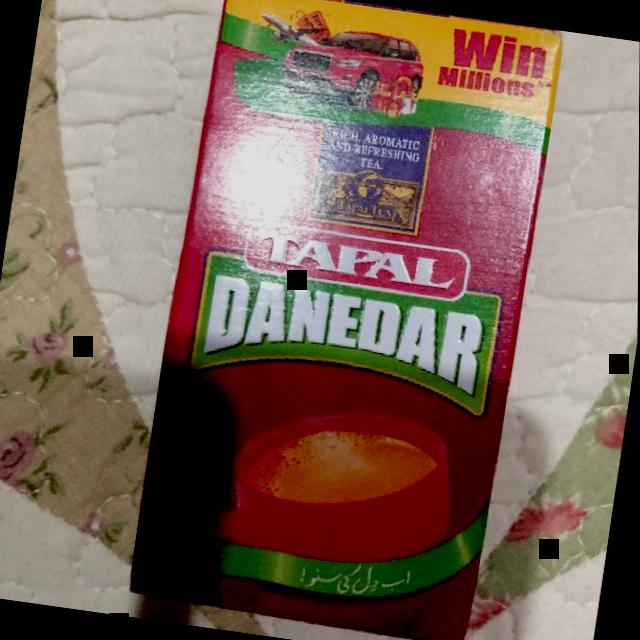 Win
Millions
RICH, AROMATIC
AND REFRESHING
TEA
TAPAL
DANEDAR
اب دل کی سنو!